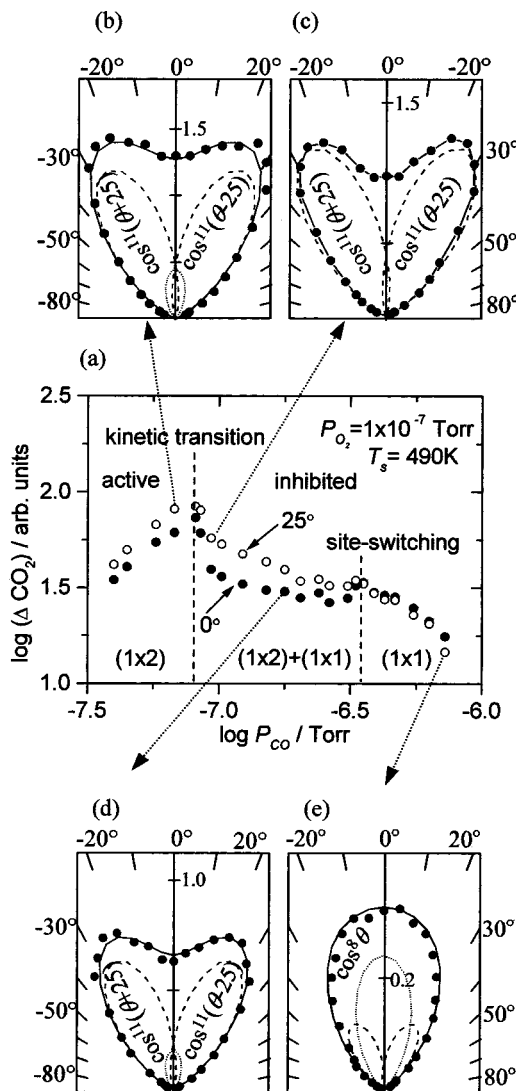 (b)
(c)
-20° 0° 20°
20° 0° -20°
1.5
1.5
-30°
-50°
-80°
cos¹¹(θ+25)
cos¹¹(θ-25)
cos¹¹(θ+25)
cos¹¹(θ-25)
30°
50°
80°
(a)
2.5
2.0
1.5
1.0
log (Δ CO₂) / arb. units
kinetic transition
P_O₂=1x10⁻⁷ Torr
T_s= 490K
active
inhibited
25°
site-switching
0°
(1x2)
(1x2)+(1x1)
(1x1)
-7.5 -7.0 -6.5 -6.0
log P_CO / Torr
(d)
(e)
-20° 0° 20°
-20° 0° 20°
1.0
-30°
-50°
-80°
cos¹¹(θ+25)
cos¹¹(θ-25)
cos⁸θ
0.2
30°
50°
80°